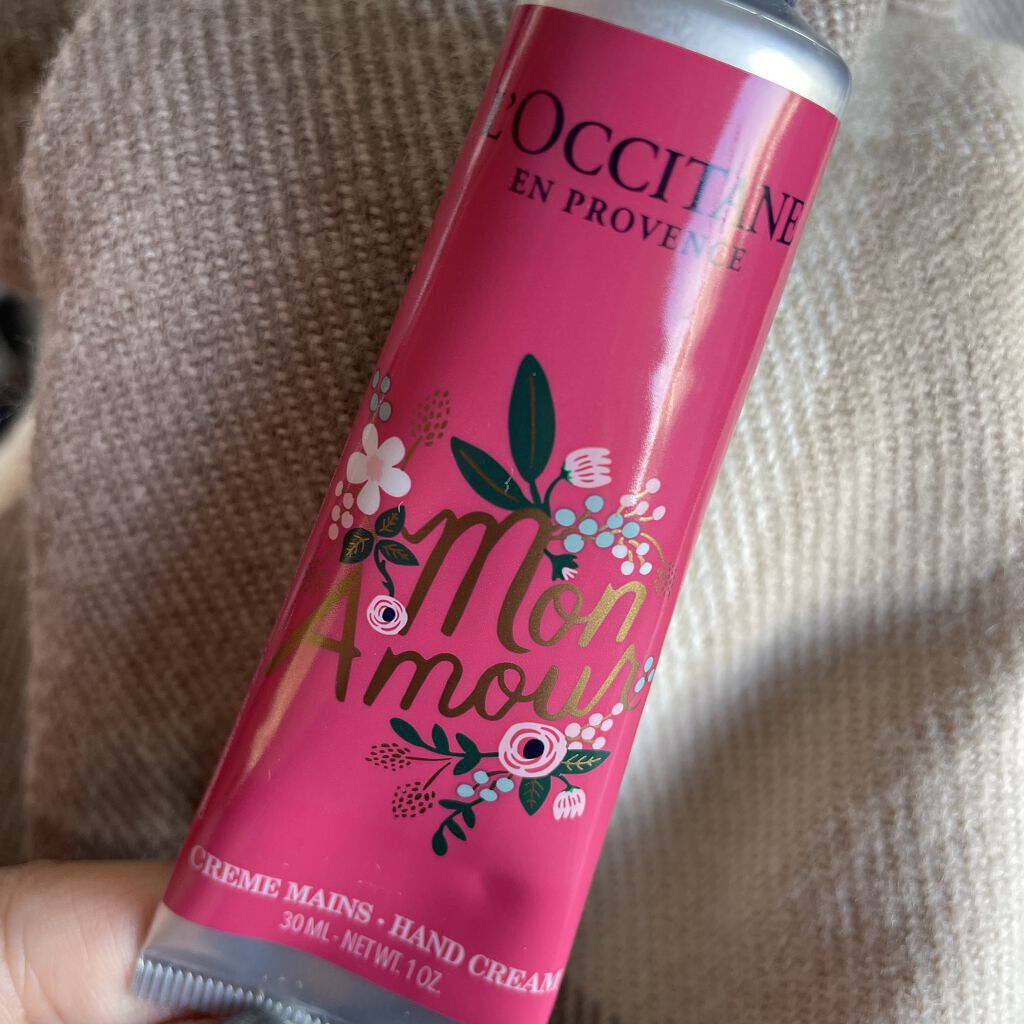 L'OCCITANE
EN PROVENCE
Mon
Amour
CREME MAINS • HAND CREAM
30 ML - NET WT. 1 OZ.